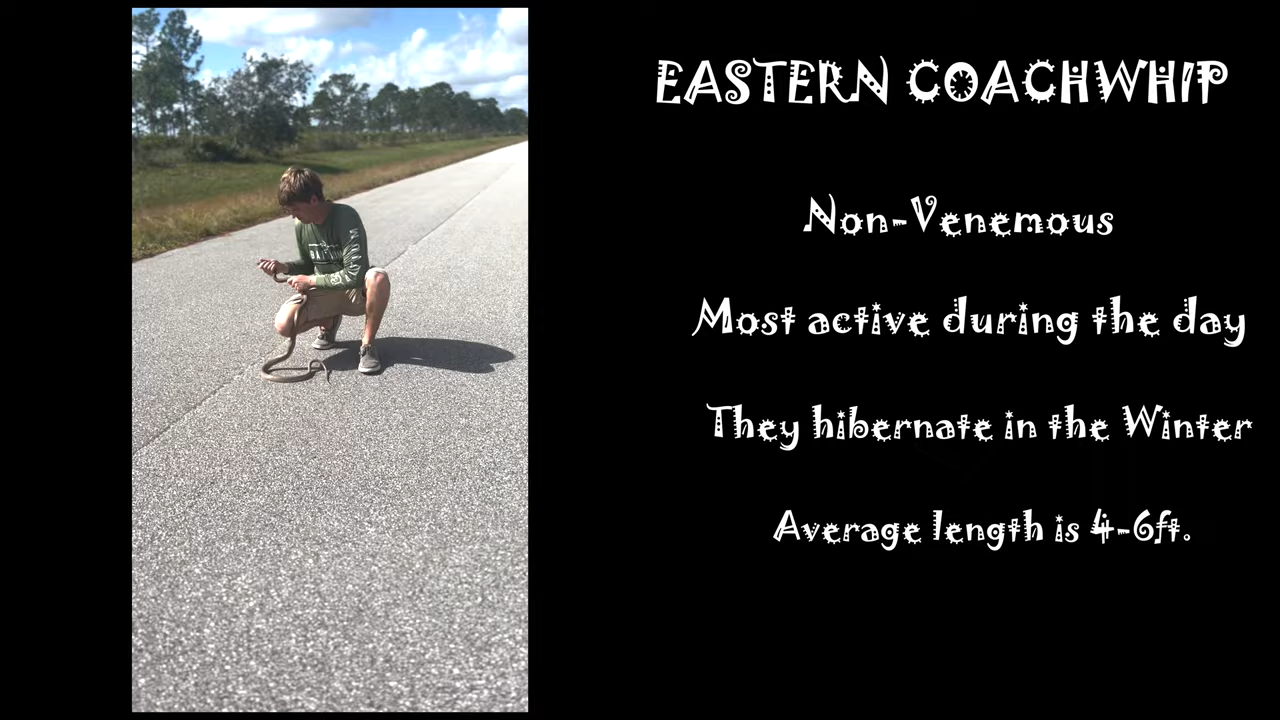 EASTERN COACHWHIP
Non-Venemous
Most active during the day
They hibernate in the Winter
Average length is 4-6ft.